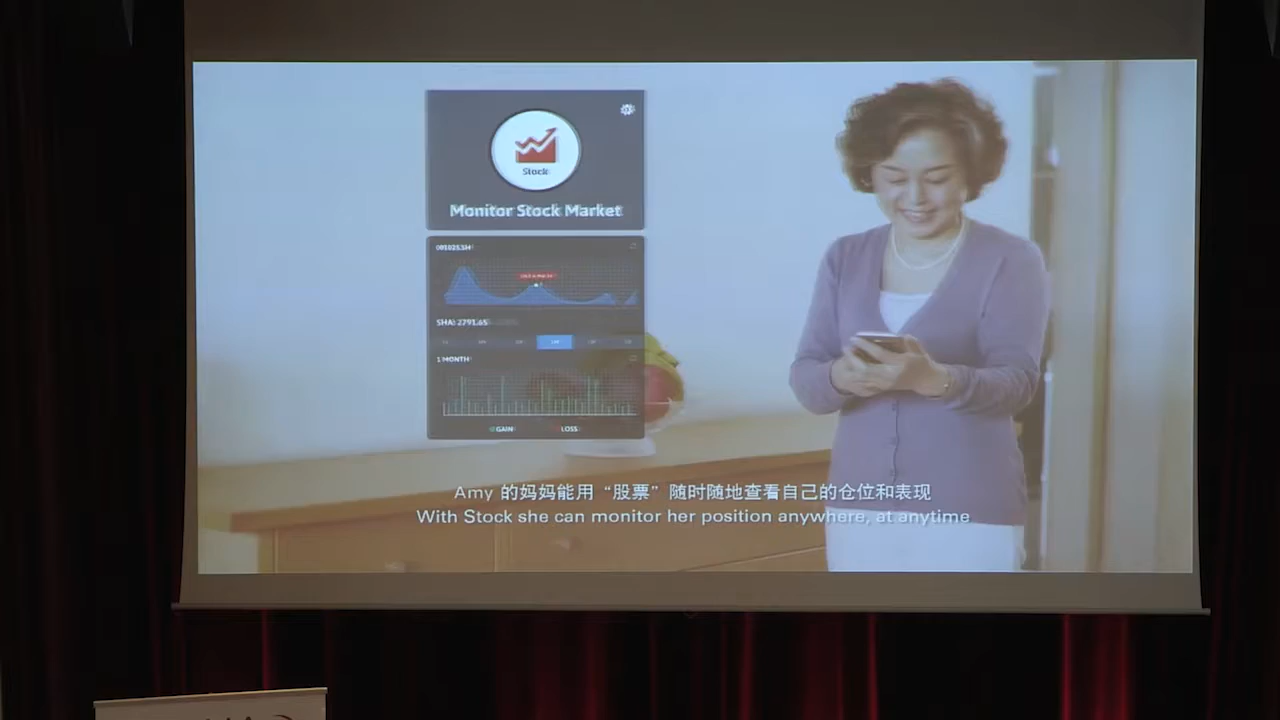 Stock
Monitor Stock Market
SHA: 2791.65
1 MONTH
GAIN
LOSS
Amy 的妈妈能用“股票”随时随地查看自己的仓位和表现
With Stock she can monitor her position anywhere, at anytime